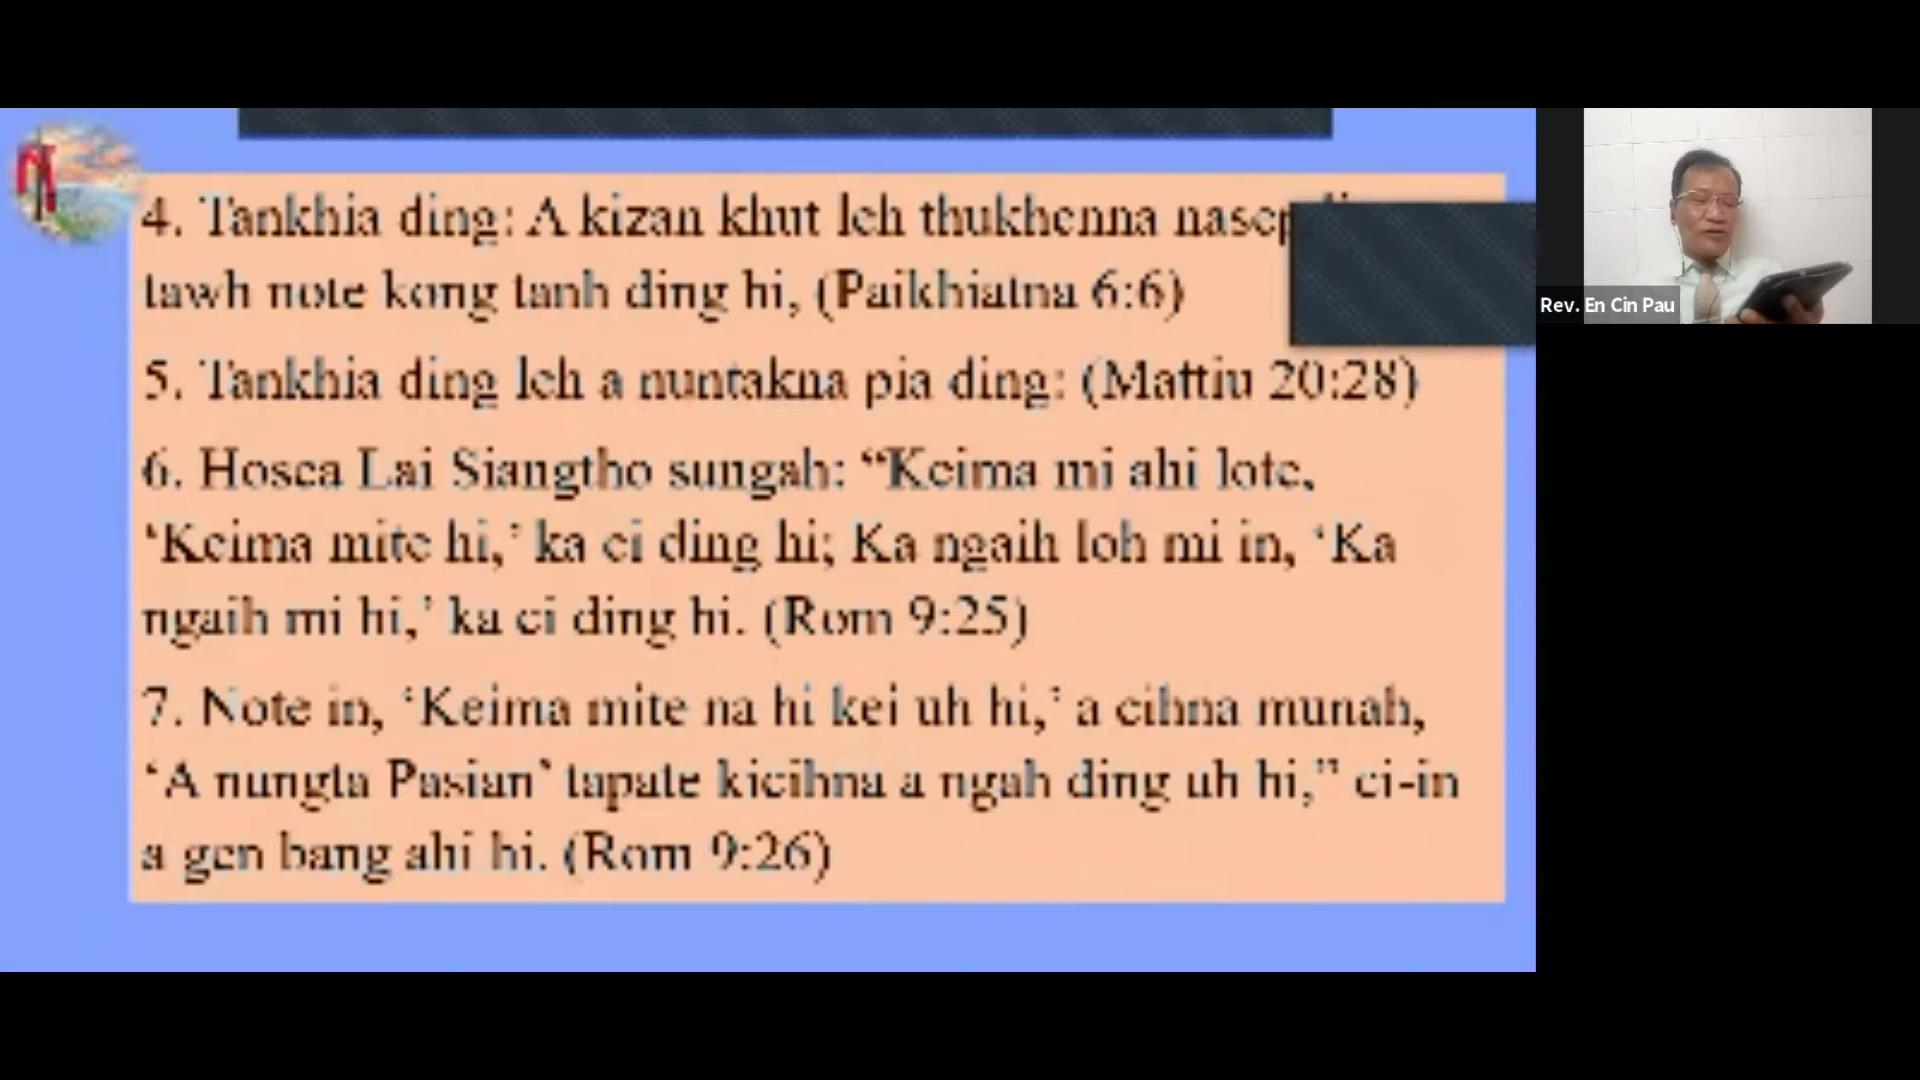 4. Tankhia ding: A kizan khut leh thukhenna
tawh note kong tanh ding hi, (Paikhiatna 6:6)
5. Tankhia ding leh a nuntakna pia ding: (Mattiu 20:28)
6. Hosea Lai Siangtho sungah: “Keima mi ahi lote,
‘Keima mite hi,’ ka ci ding hi; Ka ngaih loh mi in, ‘Ka
ngaih mi hi,’ ka ci ding hi. (Rom 9:25)
7. Note in, ‘Keima mite na hi kei uh hi,’ a cihna munah,
‘A nungta Pasian’ tapate kicihna a ngah ding uh hi,” ci-in
a gen bang ahi hi. (Rom 9:26)
Rev. En Cin Pau